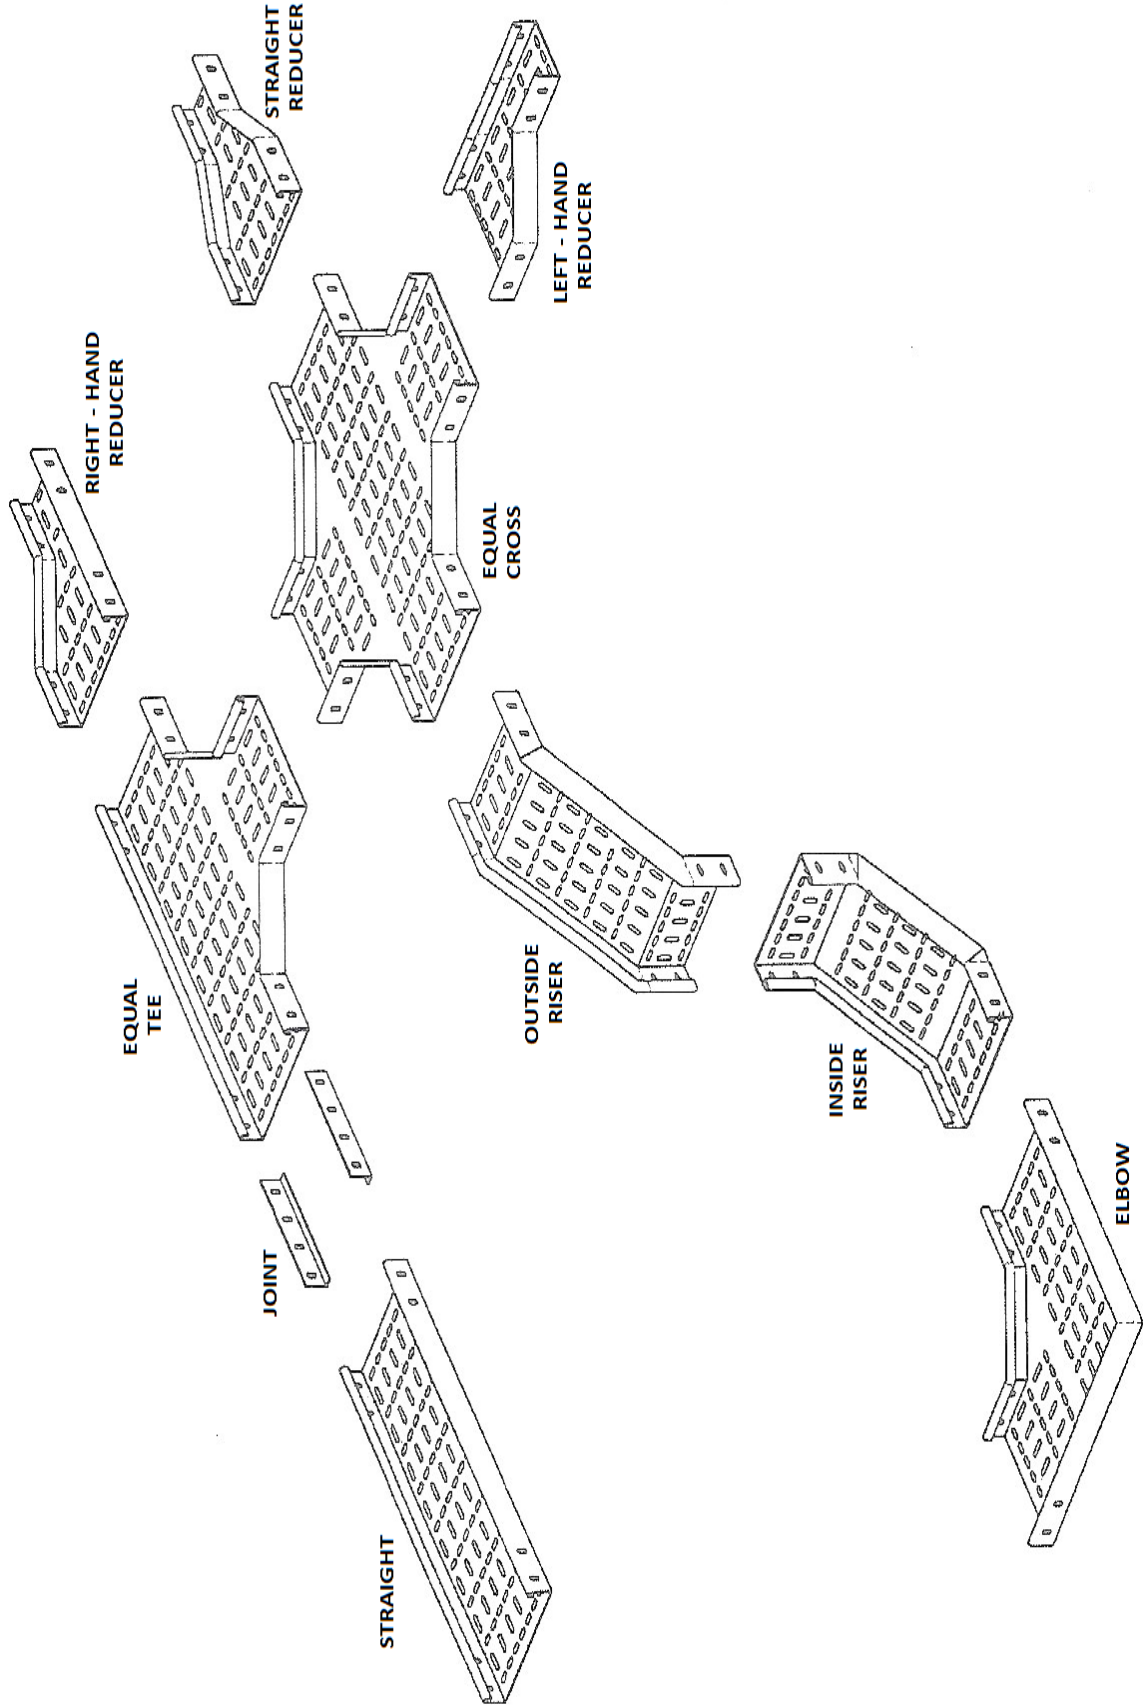 STRAIGHT
REDUCER
RIGHT - HAND
REDUCER
LEFT - HAND
REDUCER
EQUAL
CROSS
EQUAL
TEE
OUTSIDE
RISER
INSIDE
RISER
JOINT
ELBOW
STRAIGHT